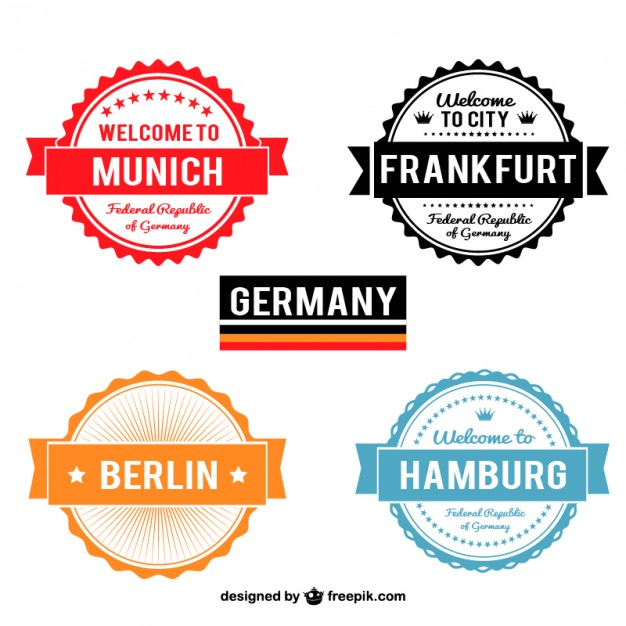 WELCOME TO
MUNICH
Federal Republic
of Germany
Welcome
TO CITY
FRANKFURT
Federal Republic
of Germany
GERMANY
BERLIN
Welcome to
HAMBURG
Federal Republic
of Germany
designed by freepik.com